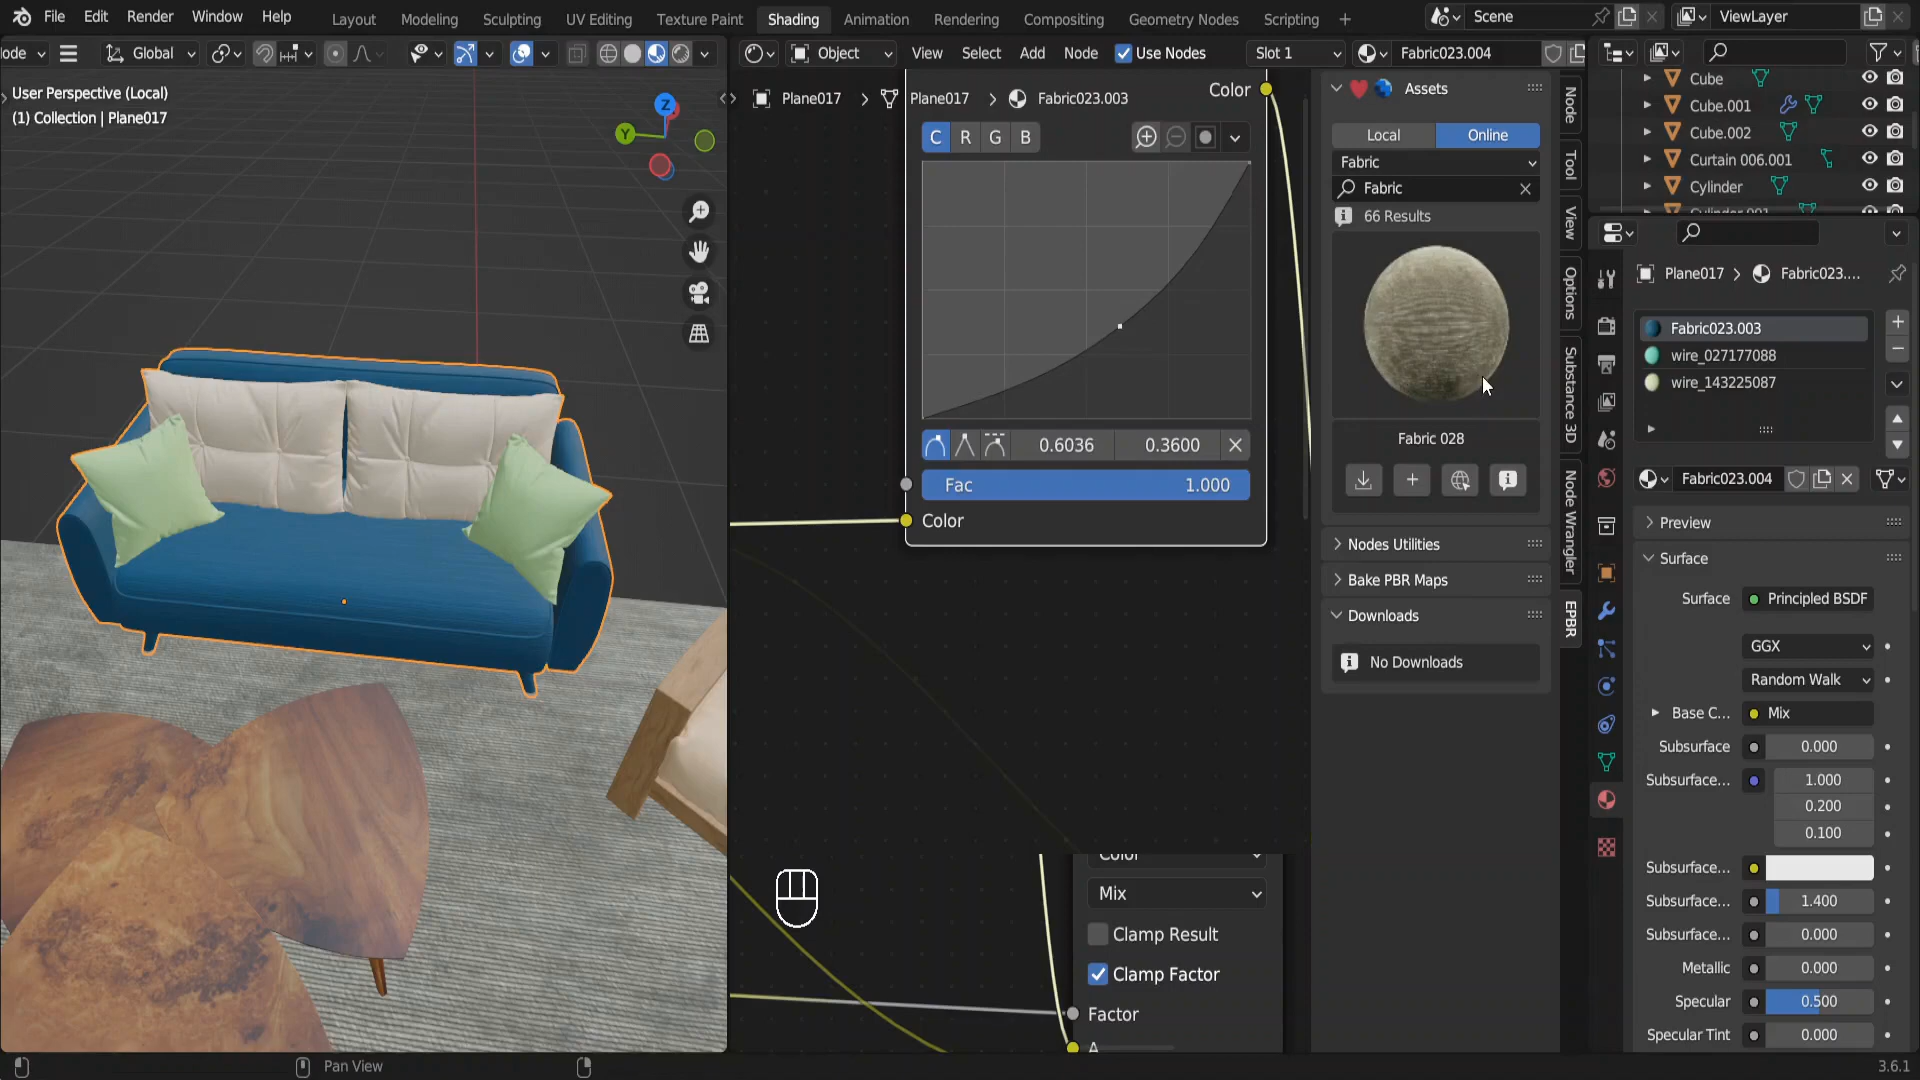 File Edit Render Window Help
Layout Modeling Sculpting UV Editing Texture Paint Shading Animation Rendering Compositing Geometry Nodes Scripting +
Scene
ViewLayer
ode
Global
Object
View Select Add Node Use Nodes
Slot 1
Fabric023.004
User Perspective (Local)
(1) Collection | Plane017
Z
Y
Plane017 > Plane017 > Fabric023.003
Color
C R G B
0.6036 0.3600
Fac 1.000
Color
Color
Mix
Clamp Result
Clamp Factor
Factor
A
Assets
Local Online
Fabric
Fabric
66 Results
Fabric 028
Nodes Utilities
Bake PBR Maps
Downloads
No Downloads
Node
Tool
View
Options
Substance 3D
Node Wrangler
EPBR
Cube
Cube.001
Cube.002
Curtain 006.001
Cylinder
Cylinder.001
Plane017 > Fabric023....
Fabric023.003
wire_027177088
wire_143225087
Fabric023.004
Preview
Surface
Surface Principled BSDF
GGX
Random Walk
Base C... Mix
Subsurface 0.000
Subsurface... 1.000
0.200
0.100
Subsurface...
Subsurface... 1.400
Subsurface... 0.000
Metallic 0.000
Specular 0.500
Specular Tint 0.000
Pan View
3.6.1